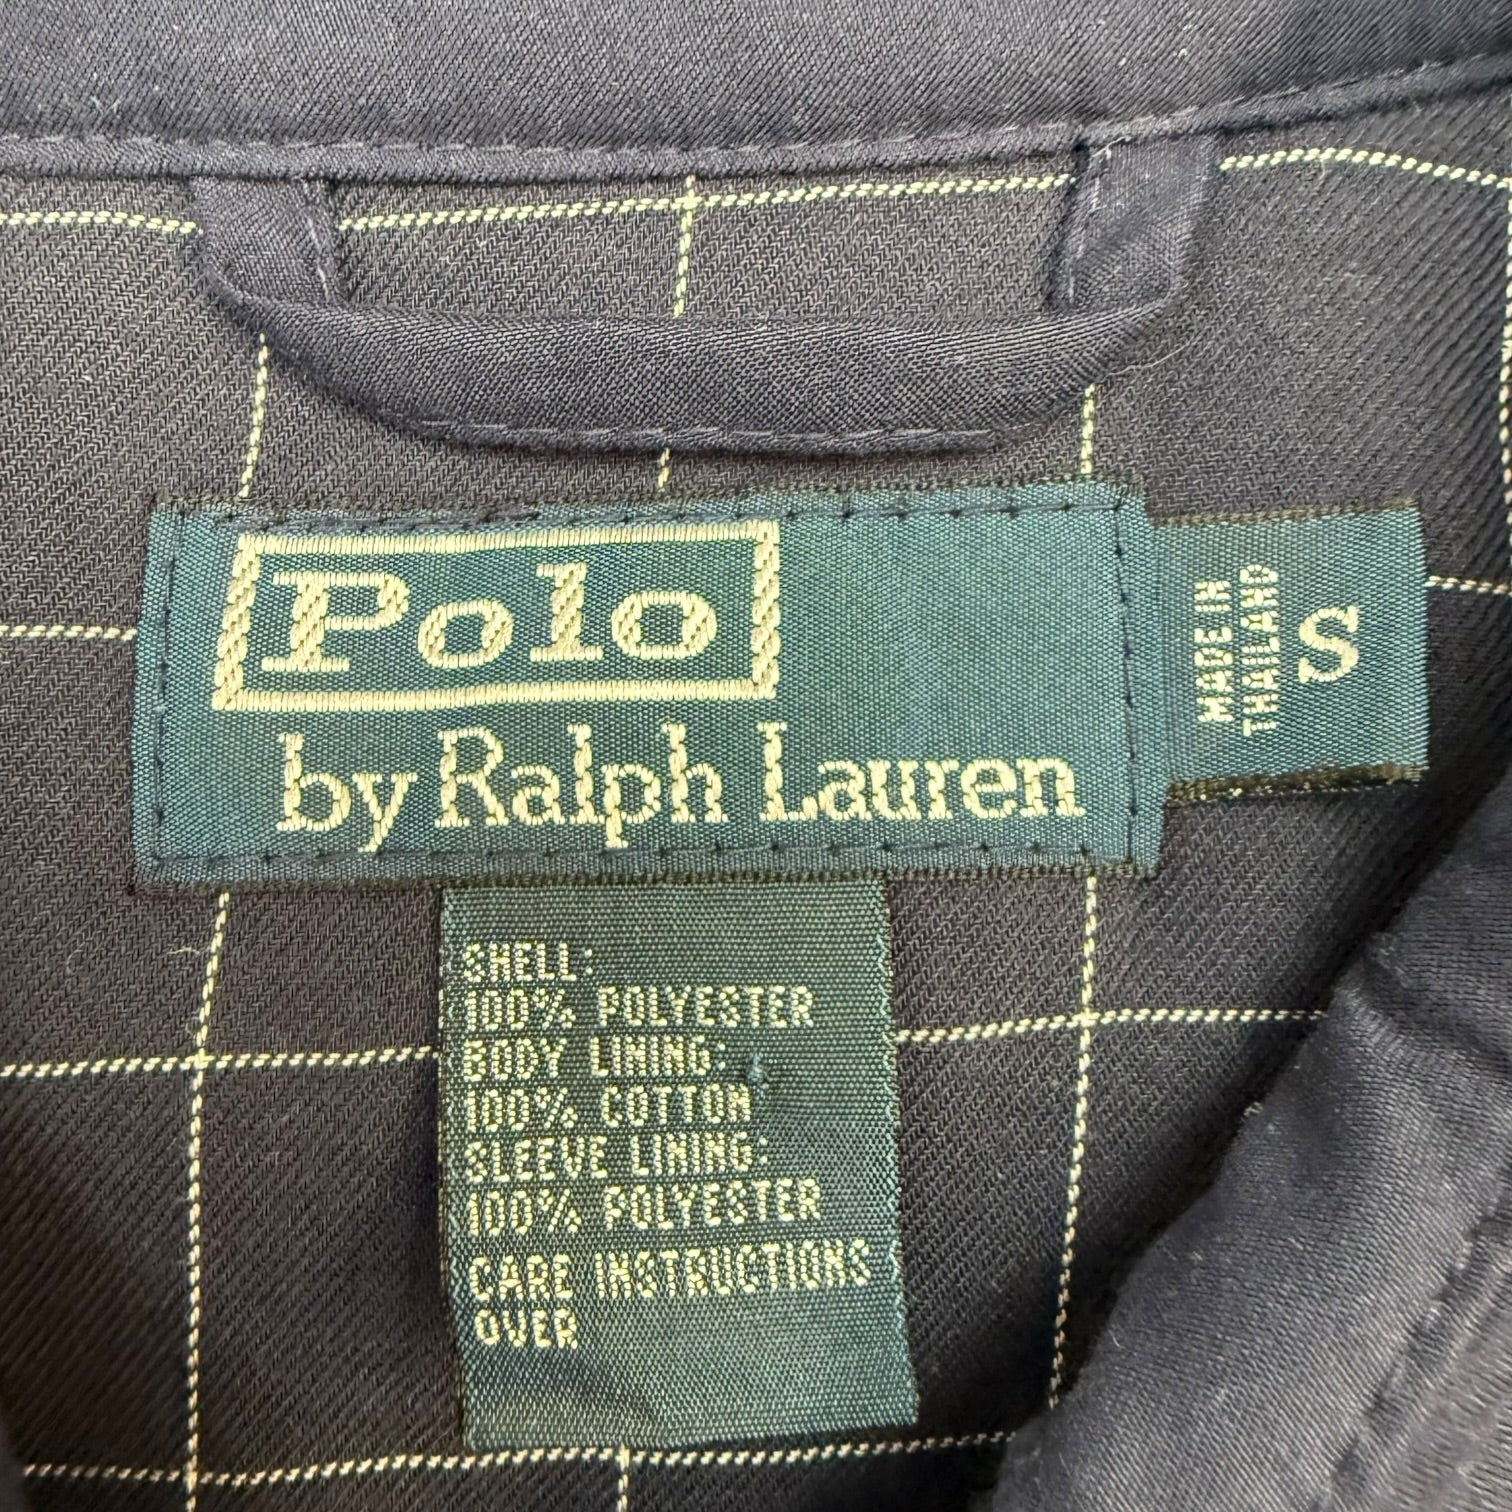 Polo
by Ralph Lauren
MADE IN
THAILAND
S
SHELL:
100% POLYESTER
BODY LINING:
100% COTTON
SLEEVE LINING:
100% POLYESTER
CARE INSTRUCTIONS
OVER